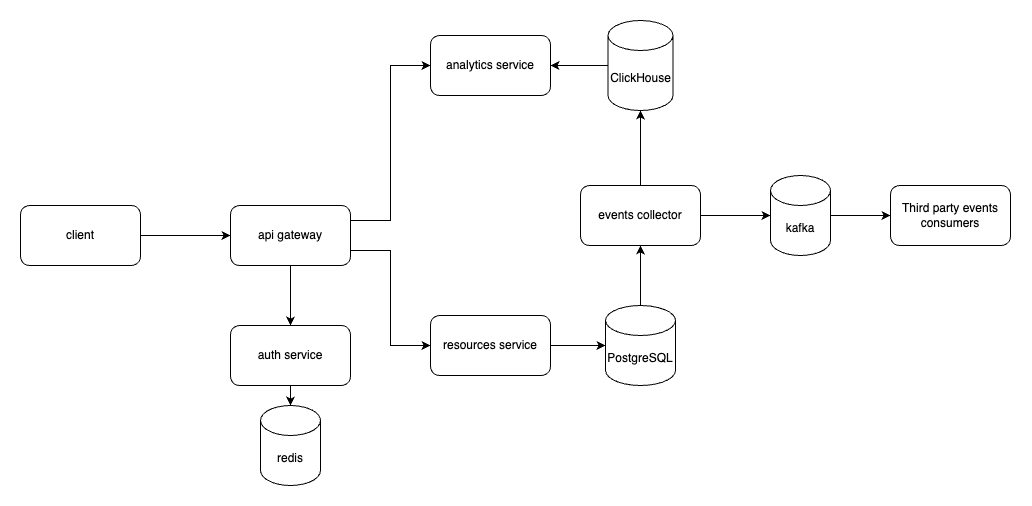 analytics service
ClickHouse
client
api gateway
events collector
kafka
Third party events
consumers
auth service
resources service
PostgreSQL
redis